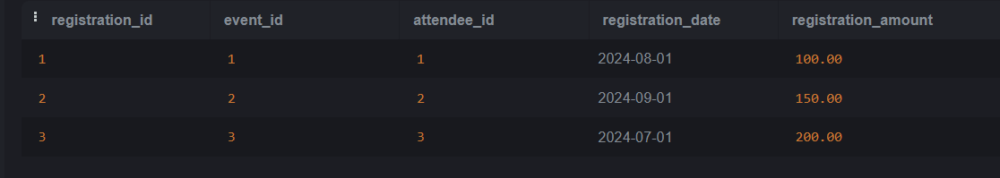 registration_id event_id attendee_id registration_date registration_amount
1 1 1 2024-08-01 100.00
2 2 2 2024-09-01 150.00
3 3 3 2024-07-01 200.00